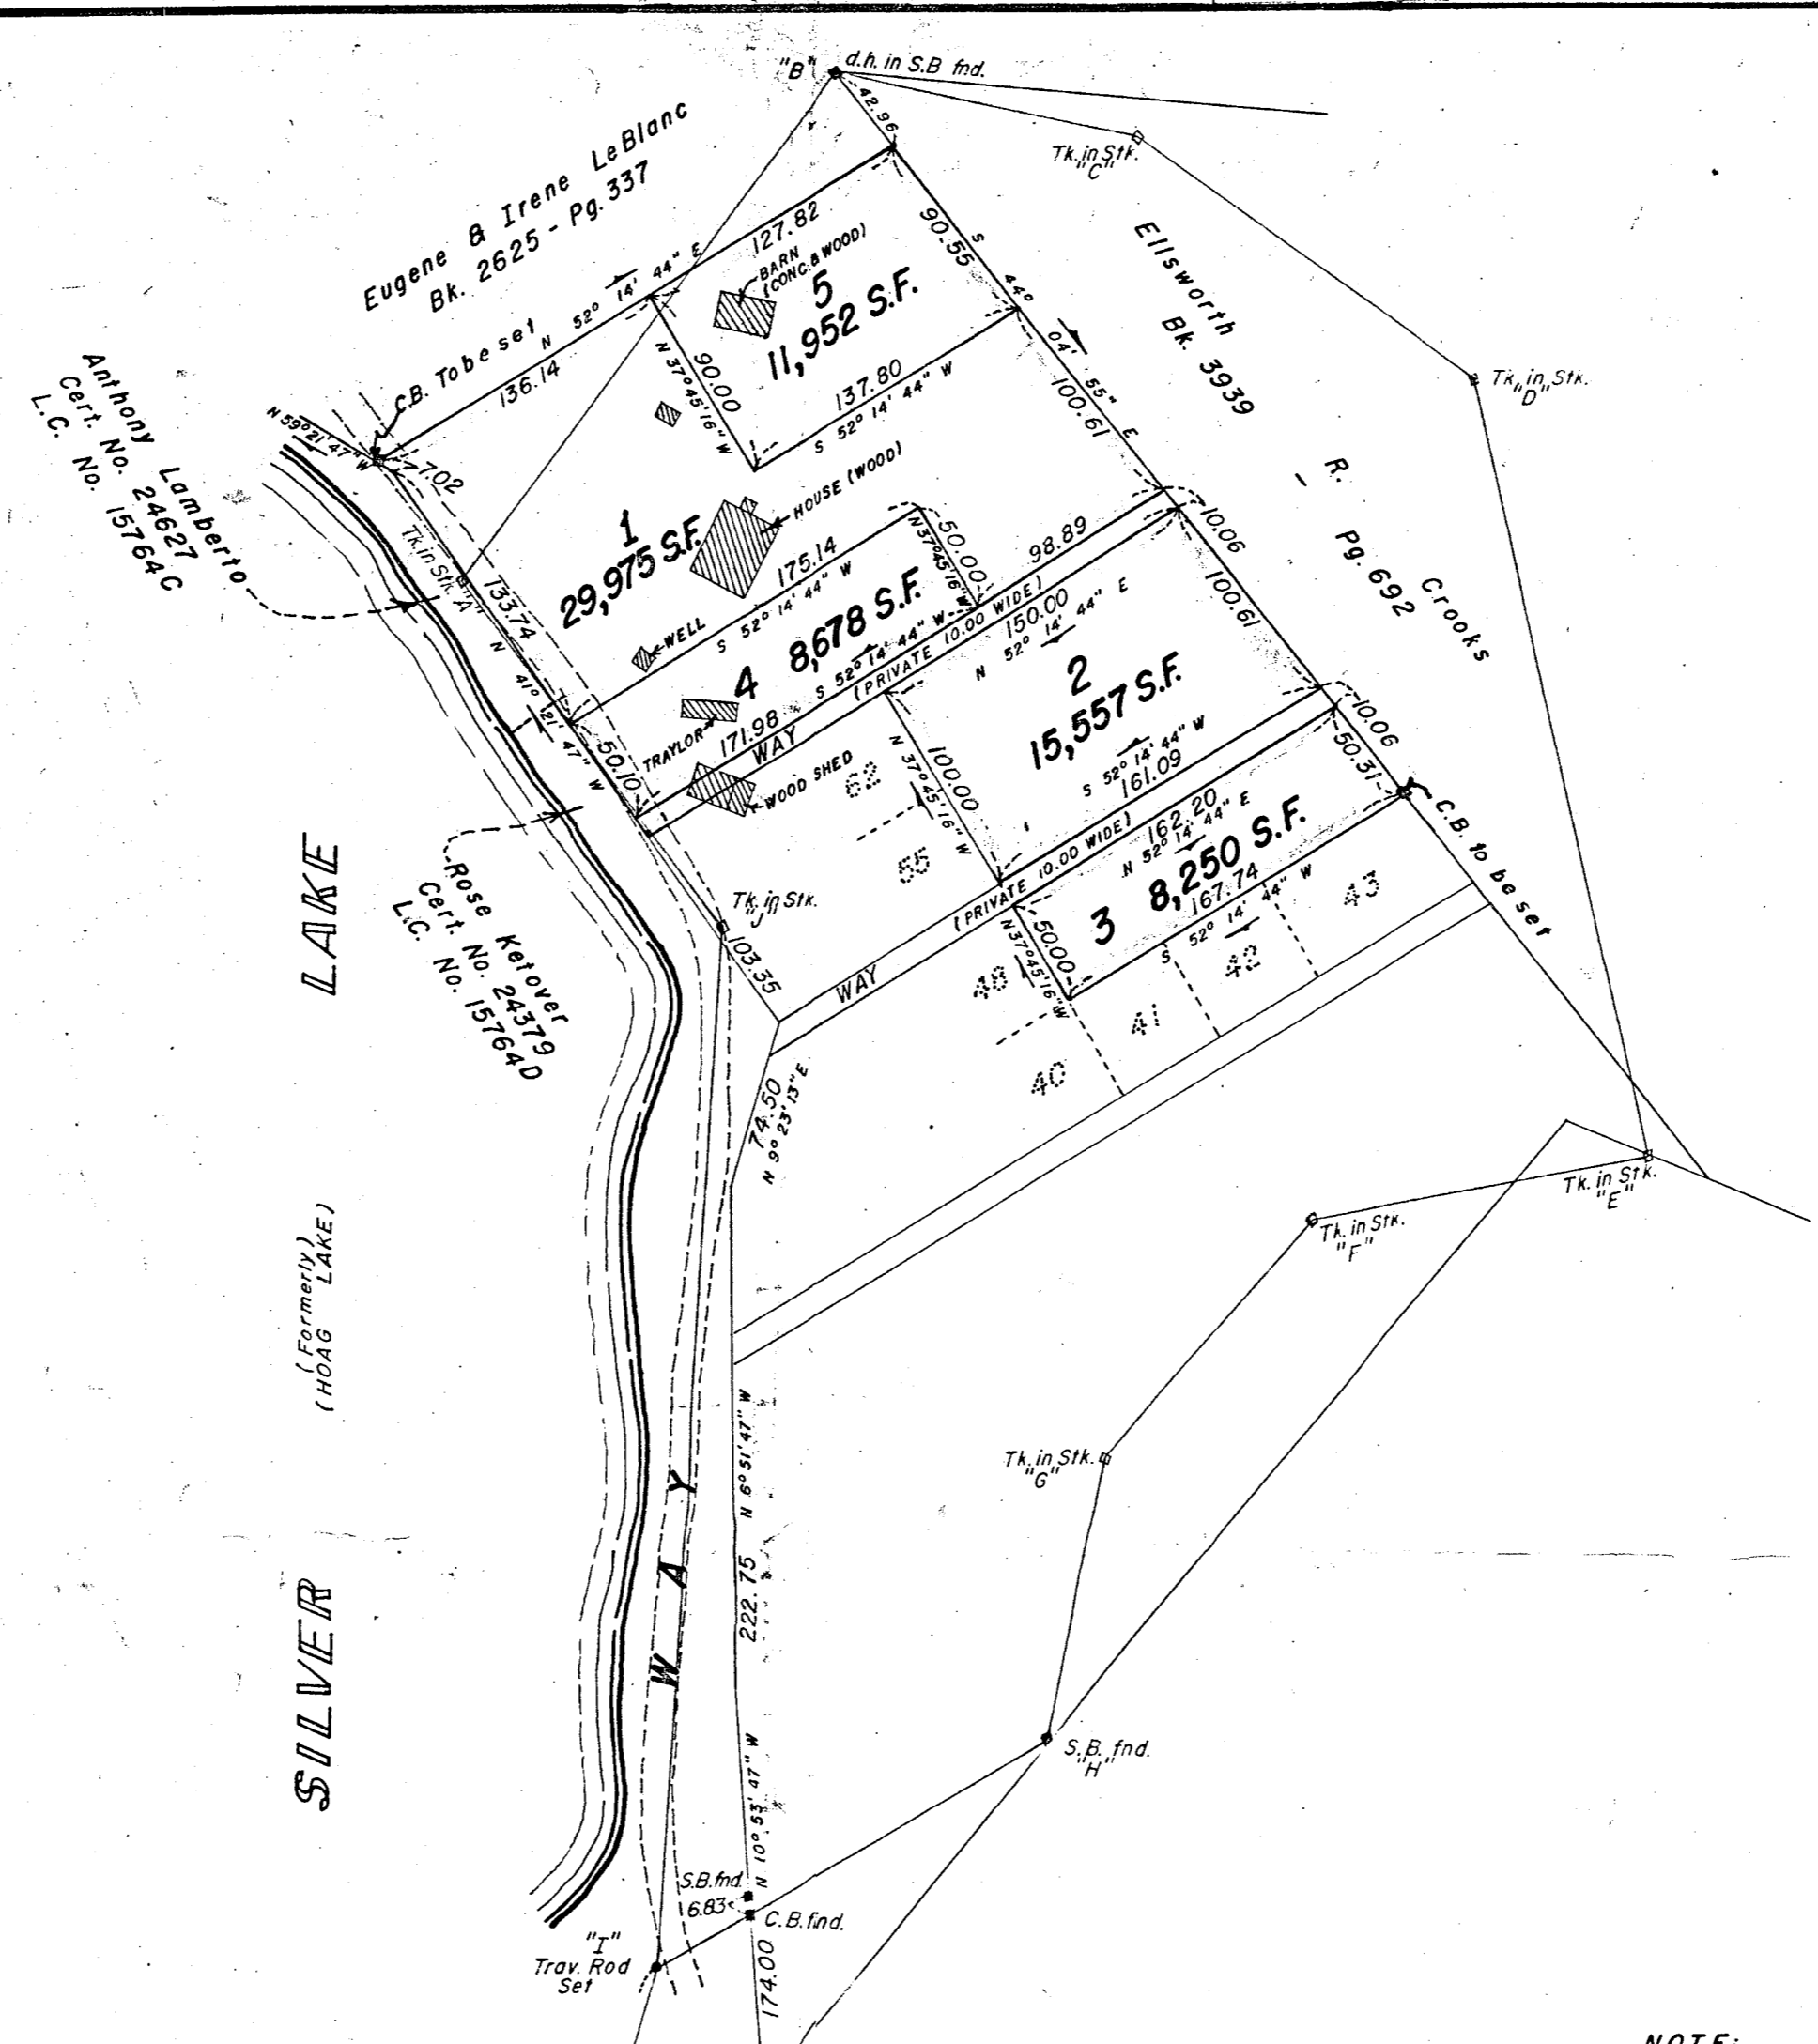 "B"
d.h. in S.B fnd.
42.96
Tk. in Stk.
"C"
Eugene & Irene LeBlanc
Bk. 2625 - Pg. 337
127.82
BARN
(CONC. & WOOD)
5
11,952 S.F.
90.55
S 44° 04' 55" E
Ellsworth R. Crooks
Bk. 3939 - Pg. 692
Tk. in Stk.
"D"
C.B. To be set
N 52° 14' 44" E
136.14
N 37° 45' 16" W
90.00
137.80
S 52° 14' 44" W
100.61
Anthony Lamberto
Cert. No. 24627
L.C. No. 15764C
N 59° 21' 47" W
7.02
Tk. in Stk. "A"
133.74
N 41° 21' 47" W
1
29,975 S.F.
HOUSE (WOOD)
175.14
S 52° 14' 44" W
WELL
N 37° 45' 16" W
50.00
98.89
10.06
4 8,678 S.F.
S 52° 14' 44" W
171.98
WAY (PRIVATE 10.00 WIDE)
150.00
N 52° 14' 44" E
100.61
TRAYLOR
50.10
WOOD SHED
62
55
2
15,557 S.F.
N 37° 45' 16" W
100.00
S 52° 14' 44" W
161.09
10.06
50.31
C.B. to be set
WAY (PRIVATE 10.00 WIDE)
162.20
N 52° 14' 44" E
3 8,250 S.F.
167.74
S 52° 14' 44" W
N 37° 45' 16" W
50.00
43
42
41
48
40
Tk. in Stk.
"J"
103.35
Rose Ketover
Cert. No. 24379
L.C. No. 15764D
74.50
N 9° 23' 13" E
SILVER LAKE
(Formerly)
(HOAG LAKE)
Tk. in Stk.
"E"
Tk. in Stk.
"F"
Tk. in Stk.
"G"
N 6° 51' 47" W
222.75
WAY
S.B. fnd.
"H"
N 10° 53' 47" W
S.B. fnd.
6.83
C.B. find.
"I"
Trav. Rod
Set
174.00
NOTE: